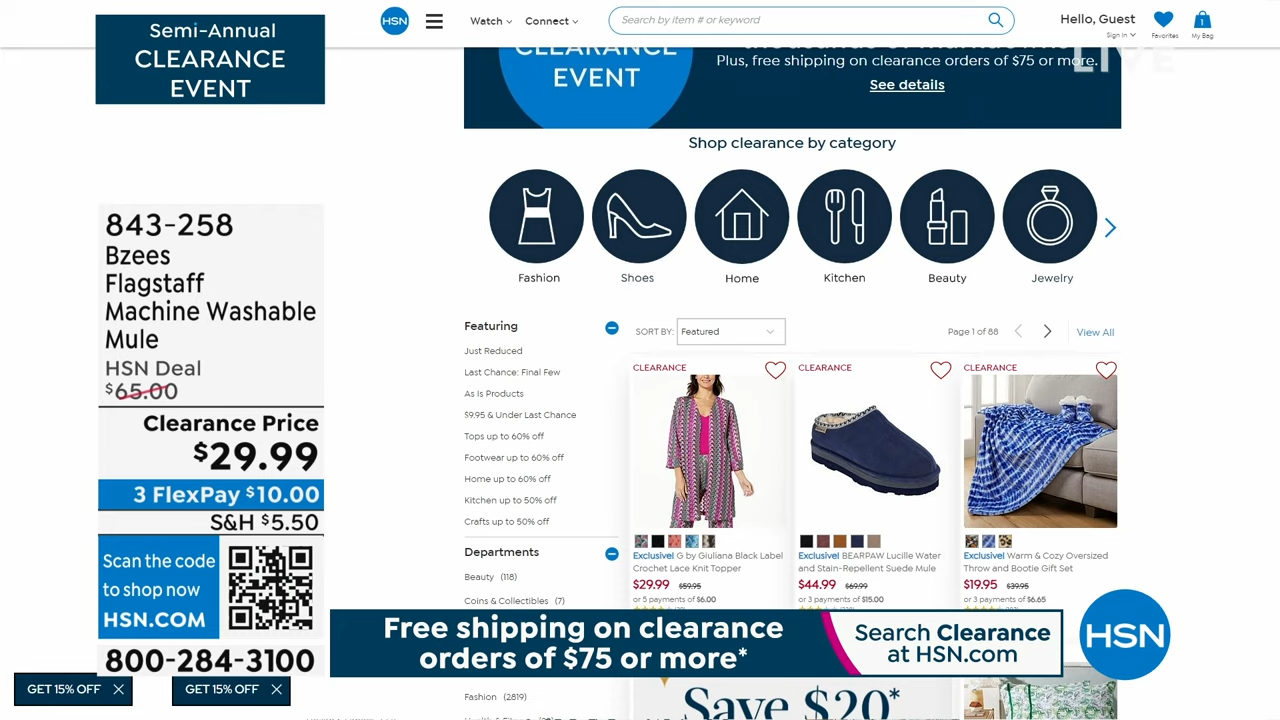 Semi-Annual
CLEARANCE
EVENT
HSN
Watch
Connect
Search by item # or keyword
Hello, Guest
Sign In
Favorites
1
My Bag
LIVE
CLEARANCE
EVENT
Plus, free shipping on clearance orders of $75 or more.
See details
Shop clearance by category
Fashion
Shoes
Home
Kitchen
Beauty
Jewelry
843-258
Bzees
Flagstaff
Machine Washable
Mule
HSN Deal
$65.00
Clearance Price
$29.99
3 FlexPay $10.00
S&H $5.50
Scan the code
to shop now
HSN.COM
800-284-3100
GET 15% OFF
GET 15% OFF
Featuring
Just Reduced
Last Chance: Final Few
As Is Products
$9.95 & Under Last Chance
Tops up to 60% off
Footwear up to 60% off
Home up to 60% off
Kitchen up to 50% off
Crafts up to 50% off
Departments
Beauty (118)
Coins & Collectibles (7)
Fashion (2819)
SORT BY: Featured
Page 1 of 88
View All
CLEARANCE
Exclusive! G by Giuliana Black Label
Crochet Lace Knit Topper
$29.99 $59.95
or 5 payments of $6.00
CLEARANCE
Exclusive! BEARPAW Lucille Water
and Stain-Repellent Suede Mule
$44.99 $69.99
or 3 payments of $15.00
CLEARANCE
Exclusive! Warm & Cozy Oversized
Throw and Bootie Gift Set
$19.95 $39.95
or 3 payments of $6.65
Free shipping on clearance
orders of $75 or more*
Search Clearance
at HSN.com
HSN
Save $20*